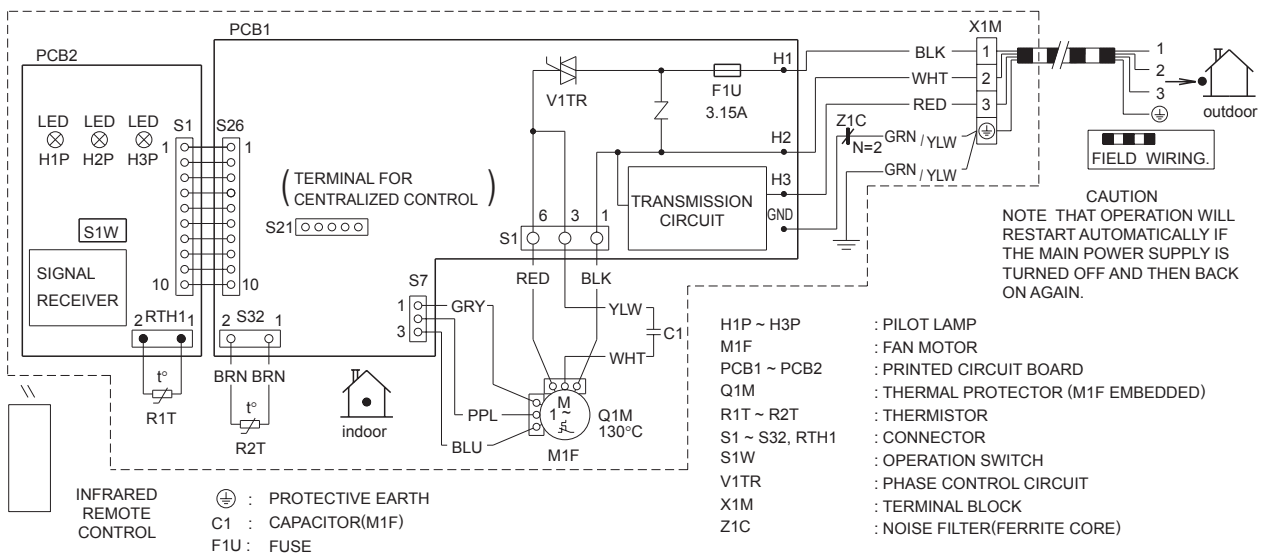 PCB1
X1M
PCB2
H1
BLK
1
1
LED LED LED
S1 S26
V1TR
F1U
3.15A
WHT
2
2
H1P H2P H3P
1
1
RED
3
3
outdoor
Z1C
N=2
GRN / YLW
H2
FIELD WIRING.
(TERMINAL FOR
CENTRALIZED CONTROL)
GRN / YLW
H3
TRANSMISSION
CIRCUIT
GND
S21
S1W
6 3 1
S1
CAUTION
NOTE THAT OPERATION WILL
RESTART AUTOMATICALLY IF
THE MAIN POWER SUPPLY IS
TURNED OFF AND THEN BACK
ON AGAIN.
SIGNAL
RECEIVER
10
10
S7
RED
BLK
1
GRY
YLW
3
2 RTH1 1
2 S32 1
C1
WHT
t°
R1T
BRN BRN
t°
R2T
indoor
PPL
BLU
M
1 ~
Q1M
130°C
M1F
H1P ~ H3P : PILOT LAMP
M1F : FAN MOTOR
PCB1 ~ PCB2 : PRINTED CIRCUIT BOARD
Q1M : THERMAL PROTECTOR (M1F EMBEDDED)
R1T ~ R2T : THERMISTOR
S1 ~ S32, RTH1 : CONNECTOR
S1W : OPERATION SWITCH
V1TR : PHASE CONTROL CIRCUIT
X1M : TERMINAL BLOCK
Z1C : NOISE FILTER(FERRITE CORE)
INFRARED
REMOTE
CONTROL
: PROTECTIVE EARTH
C1 : CAPACITOR(M1F)
F1U : FUSE